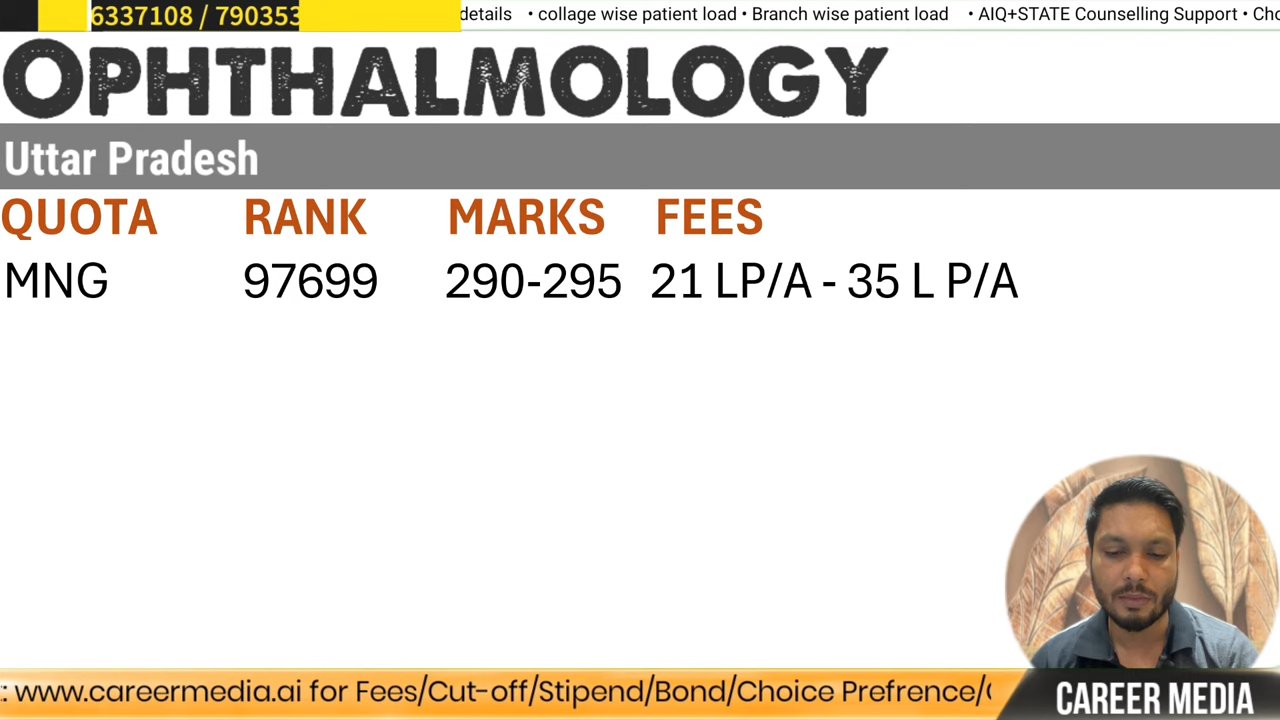 6337108 / 790353 details • collage wise patient load • Branch wise patient load • AIQ+STATE Counselling Support •
OPHTHALMOLOGY
Uttar Pradesh
QUOTA RANK MARKS FEES
MNG 97699 290-295 21 LP/A - 35 L P/A
: www.careermedia.ai for Fees/Cut-off/Stipend/Bond/Choice Prefrence/
CAREER MEDIA